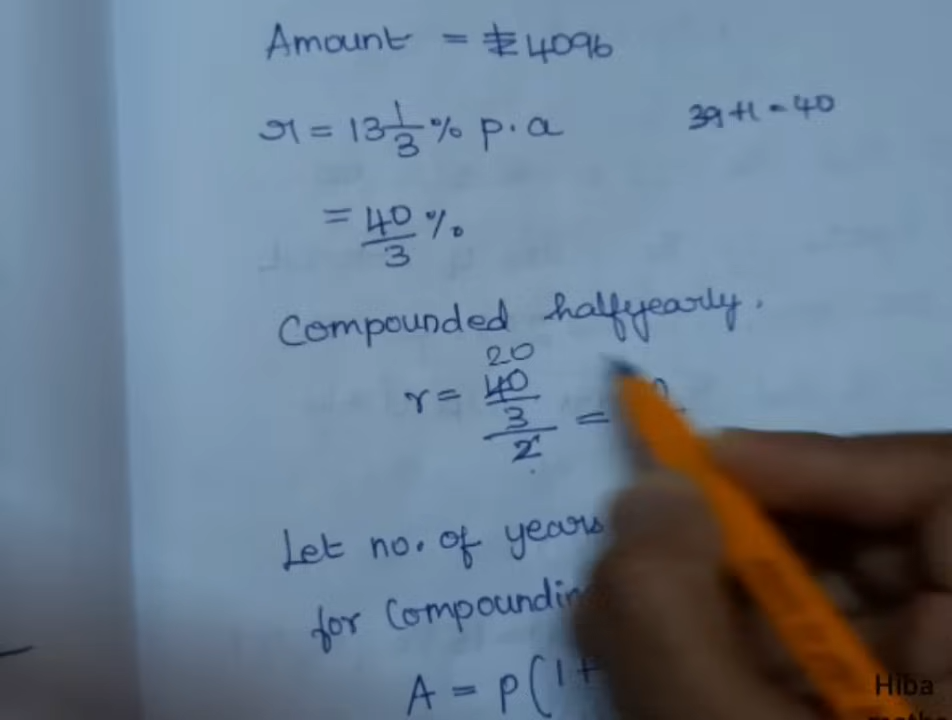 Amount = ₹4096
r = 13 1/3 % p.a
39+1=40
= 40/3 %
Compounded halfyearly.
20
r = 40/3/2 =
Let no. of years
for Compoundin
A = P(1+
Hiba